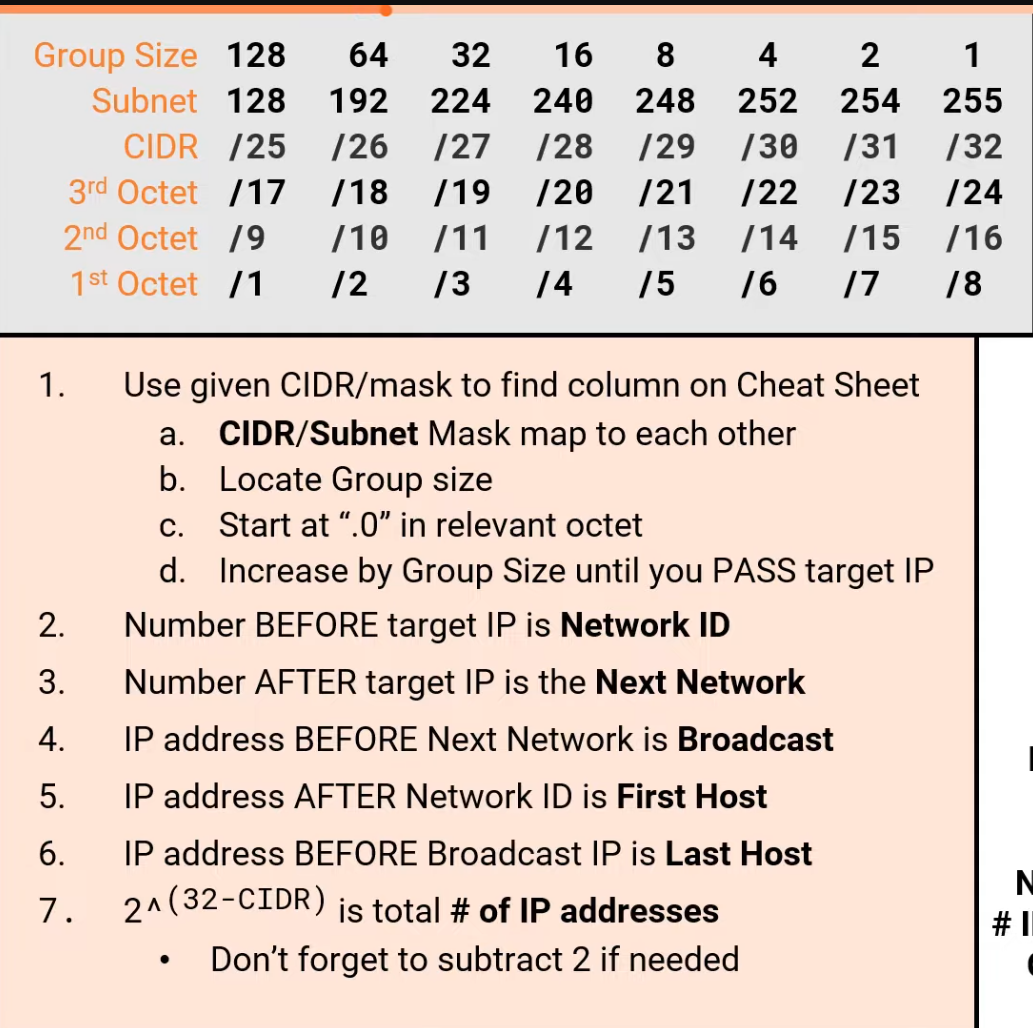 Group Size 128 64 32 16 8 4 2 1
Subnet 128 192 224 240 248 252 254 255
CIDR /25 /26 /27 /28 /29 /30 /31 /32
3rd Octet /17 /18 /19 /20 /21 /22 /23 /24
2nd Octet /9 /10 /11 /12 /13 /14 /15 /16
1st Octet /1 /2 /3 /4 /5 /6 /7 /8
1. Use given CIDR/mask to find column on Cheat Sheet
a. CIDR/Subnet Mask map to each other
b. Locate Group size
c. Start at “.0” in relevant octet
d. Increase by Group Size until you PASS target IP
2. Number BEFORE target IP is Network ID
3. Number AFTER target IP is the Next Network
4. IP address BEFORE Next Network is Broadcast
5. IP address AFTER Network ID is First Host
6. IP address BEFORE Broadcast IP is Last Host
7. 2^(32-CIDR) is total # of IP addresses
• Don’t forget to subtract 2 if needed